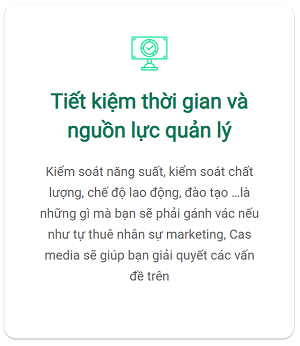 Tiết kiệm thời gian và
nguồn lực quản lý
Kiểm soát năng suất, kiểm soát chất
lượng, chế độ lao động, đào tạo ...là
những gì mà bạn sẽ phải gánh vác nếu
như tự thuê nhân sự marketing, Cas
media sẽ giúp bạn giải quyết các vấn
đề trên